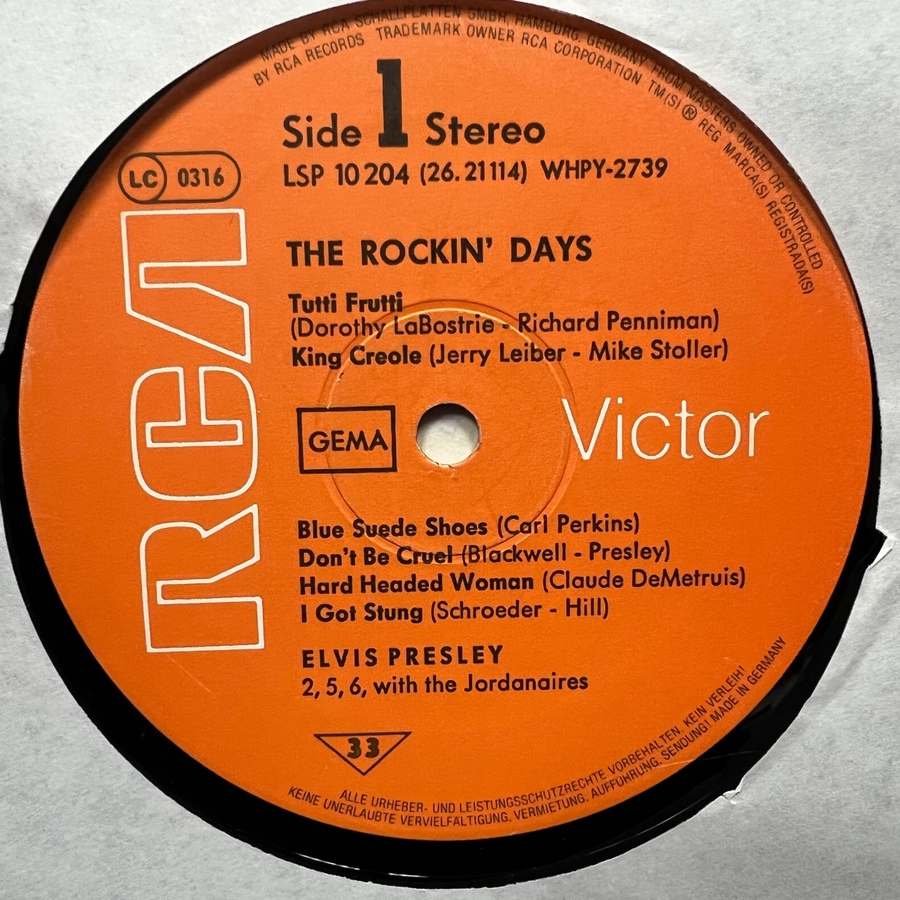 MADE BY RCA SCHALLPLATTEN GMBH, HAMBURG, GERMANY, FROM MASTERS OWNED OR CONTROLLED
BY RCA RECORDS TRADEMARK OWNER RCA CORPORATION TM(S) ® REG MARCA(S) REGISTRADA(S)
Side 1 Stereo
LC 0316
LSP 10 204 (26.21114) WHPY-2739
RCA
THE ROCKIN' DAYS
Tutti Frutti
(Dorothy LaBostrie - Richard Penniman)
King Creole (Jerry Leiber - Mike Stoller)
GEMA
Victor
Blue Suede Shoes (Carl Perkins)
Don't Be Cruel (Blackwell - Presley)
Hard Headed Woman (Claude DeMetruis)
I Got Stung (Schroeder - Hill)
ELVIS PRESLEY
2, 5, 6, with the Jordanaires
33
ALLE URHEBER- UND LEISTUNGSSCHUTZRECHTE VORBEHALTEN. KEIN VERLEIH!
KEINE UNERLAUBTE VERVIELFÄLTIGUNG, VERMIETUNG, AUFFÜHRUNG, SENDUNG! MADE IN GERMANY